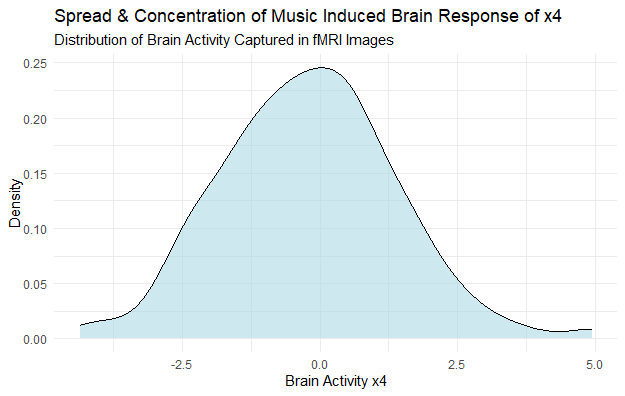 Spread & Concentration of Music Induced Brain Response of x4
Distribution of Brain Activity Captured in fMRI Images
0.25
0.20
0.15
0.10
0.05
0.00
Density
-2.5 0.0 2.5 5.0
Brain Activity x4